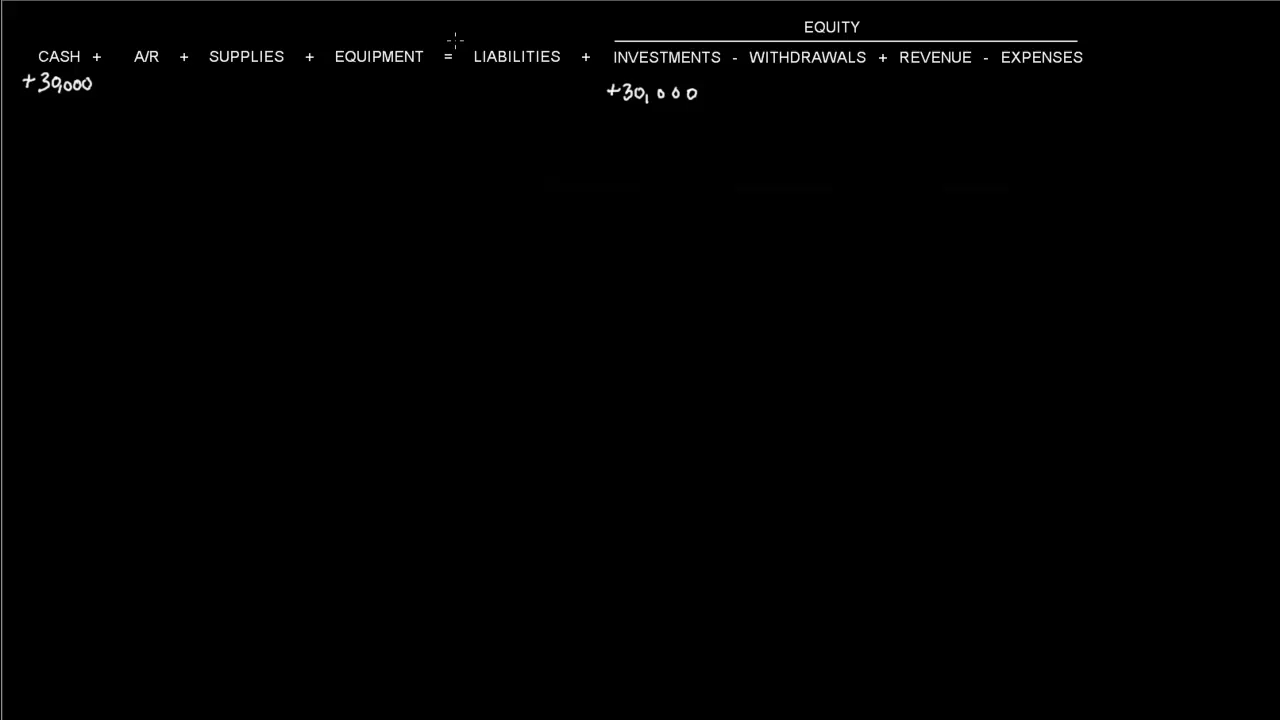 EQUITY
CASH + A/R + SUPPLIES + EQUIPMENT = LIABILITIES + INVESTMENTS - WITHDRAWALS + REVENUE - EXPENSES
+30,000 +30,000